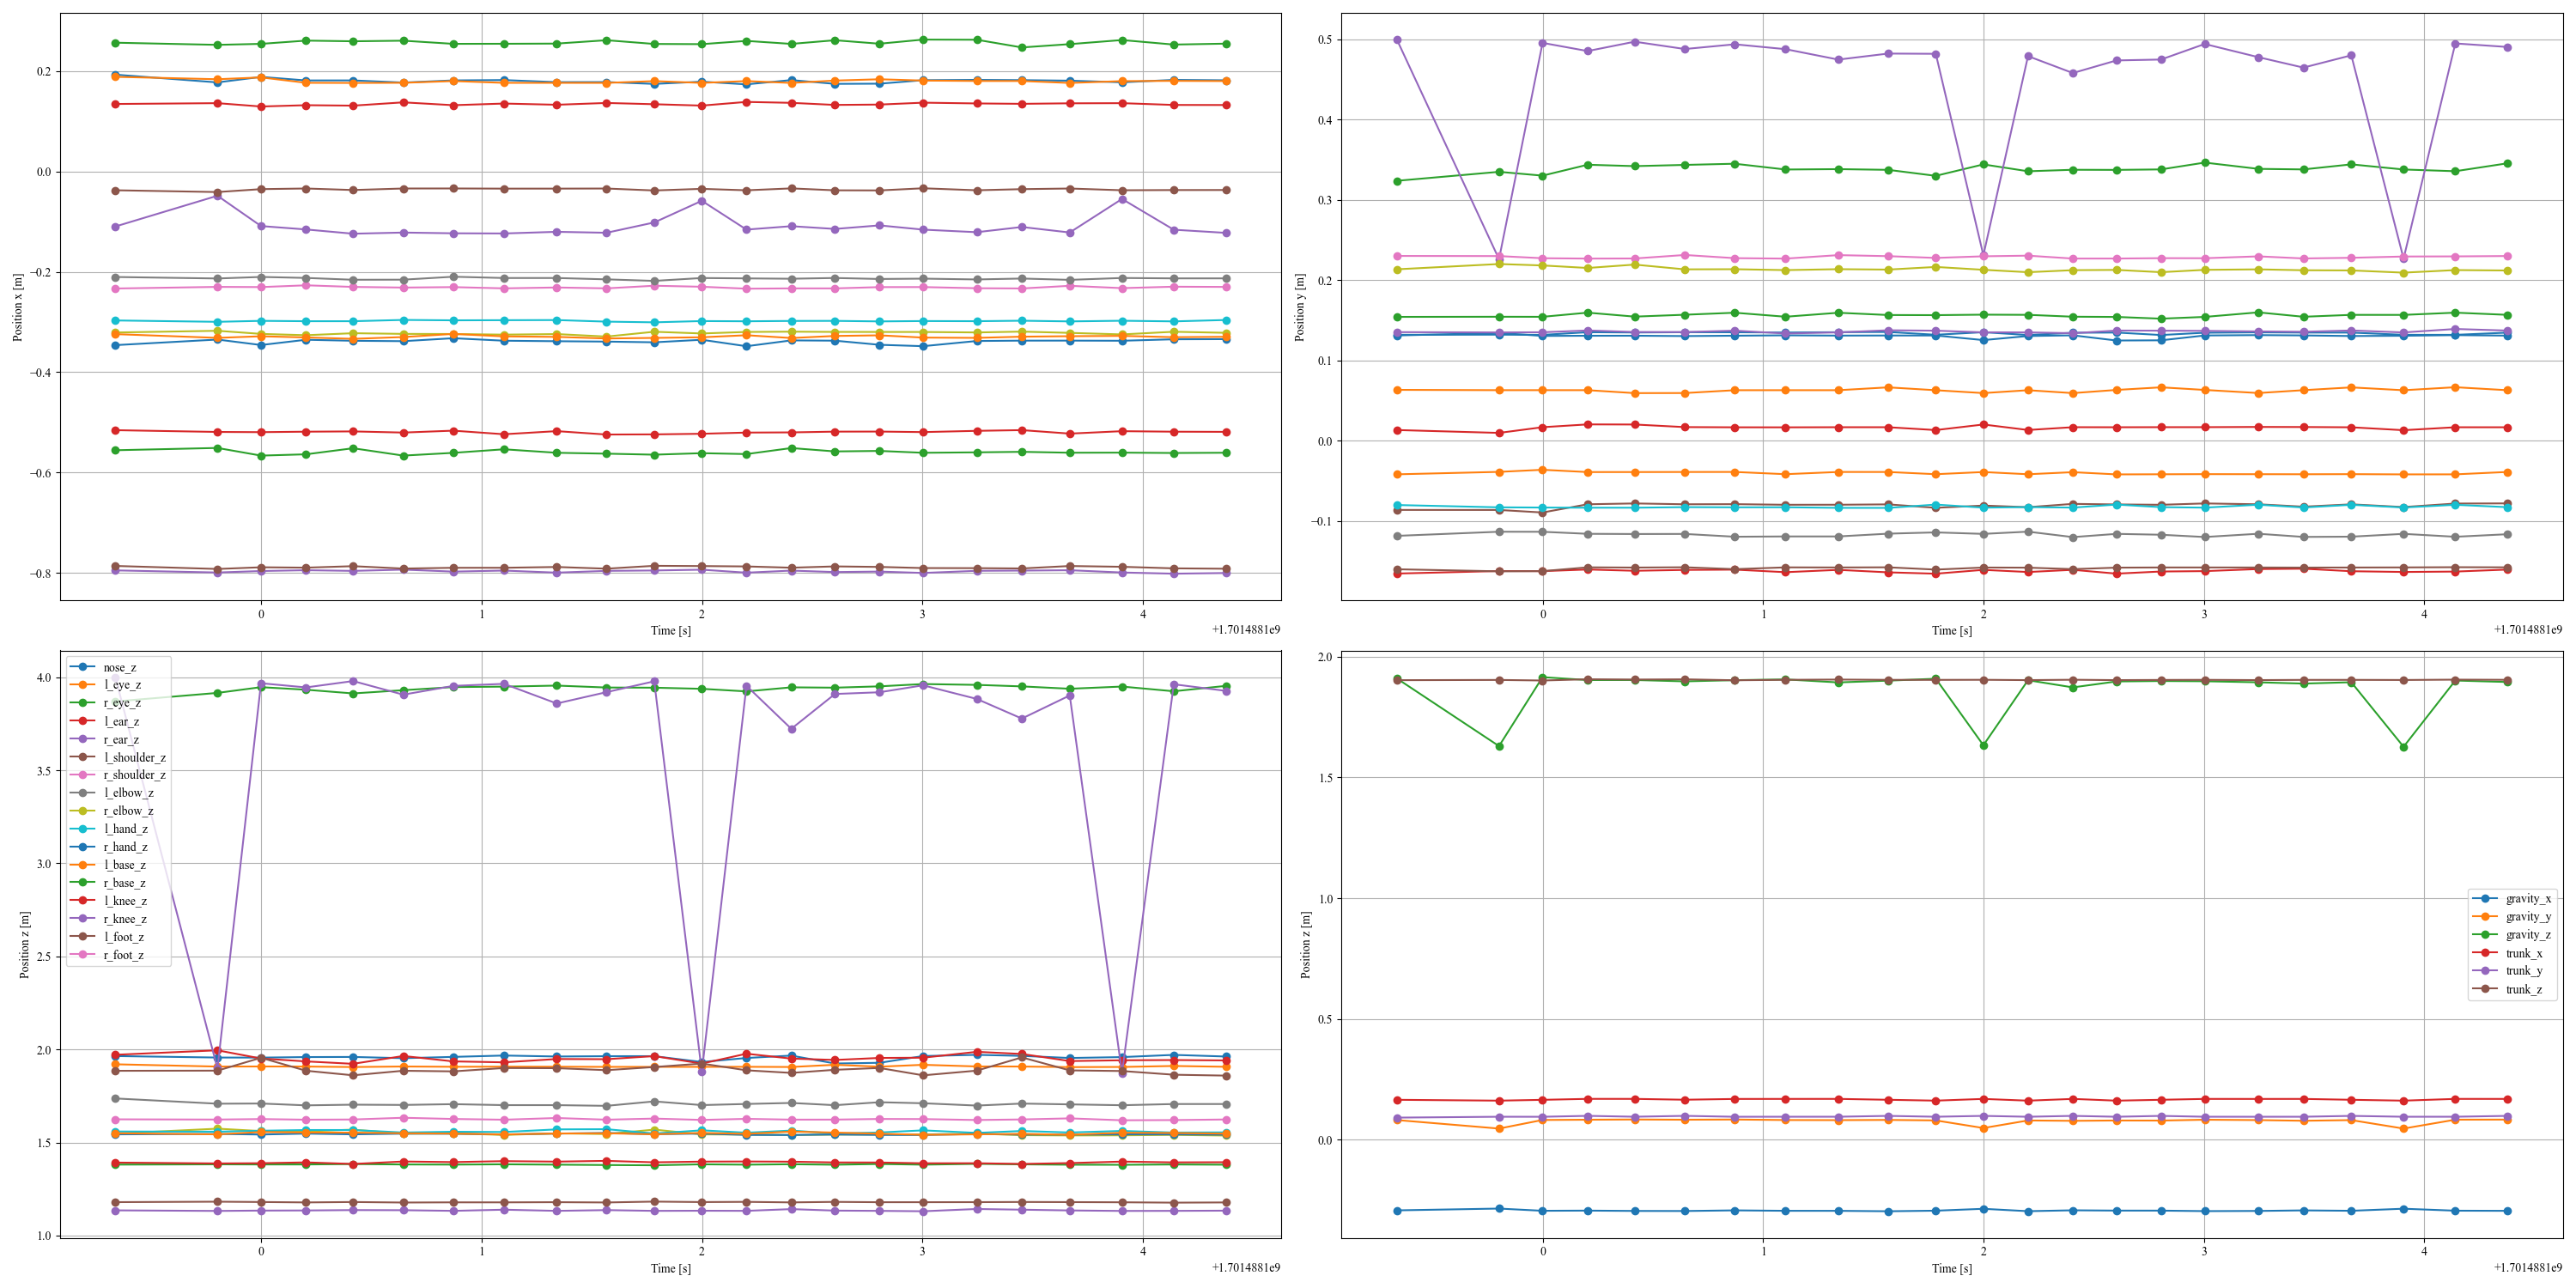 0.2
0.0
−0.2
−0.4
−0.6
−0.8
Position x [m]
0 1 2 3 4
Time [s]
+1.7014881e9
0.5
0.4
0.3
0.2
0.1
0.0
−0.1
Position y [m]
0 1 2 3 4
Time [s]
+1.7014881e9
4.0
3.5
3.0
2.5
2.0
1.5
1.0
Position z [m]
nose_z
l_eye_z
r_eye_z
l_ear_z
r_ear_z
l_shoulder_z
r_shoulder_z
l_elbow_z
r_elbow_z
l_hand_z
r_hand_z
l_base_z
r_base_z
l_knee_z
r_knee_z
l_foot_z
r_foot_z
0 1 2 3 4
Time [s]
+1.7014881e9
2.0
1.5
1.0
0.5
0.0
Position z [m]
gravity_x
gravity_y
gravity_z
trunk_x
trunk_y
trunk_z
0 1 2 3 4
Time [s]
+1.7014881e9